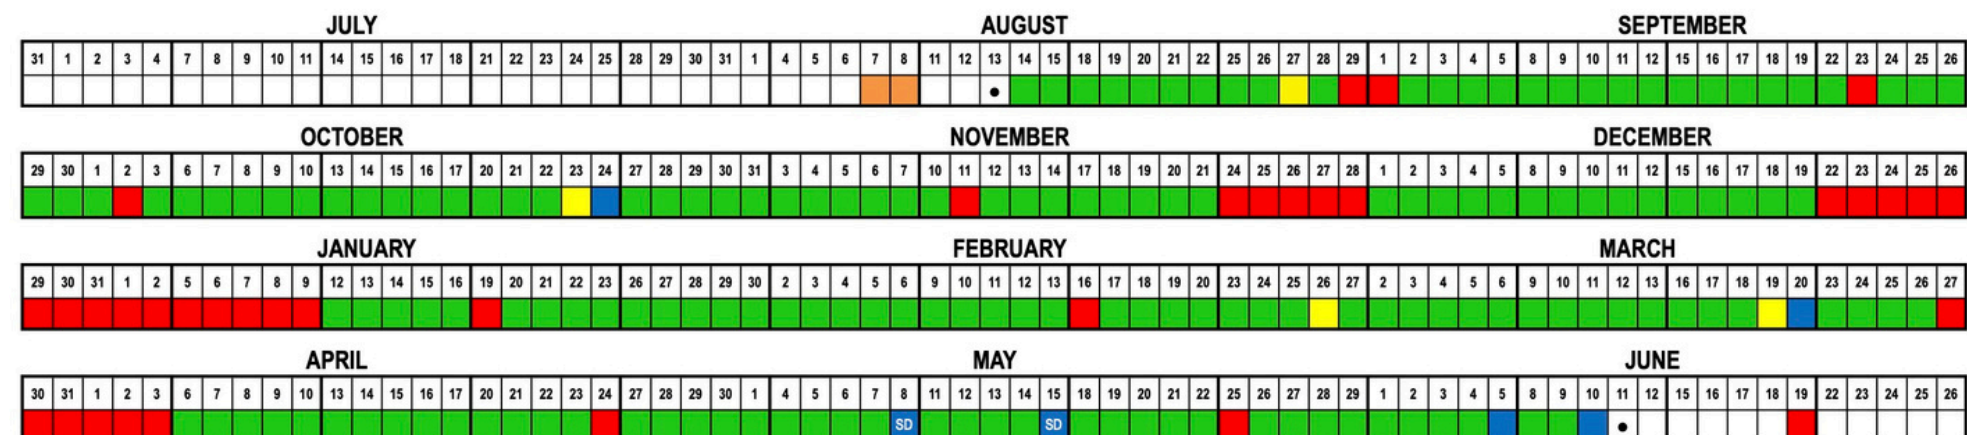 JULY AUGUST SEPTEMBER
31 1 2 3 4 7 8 9 10 11 14 15 16 17 18 21 22 23 24 25 28 29 30 31 1 4 5 6 7 8 11 12 13 14 15 18 19 20 21 22 25 26 27 28 29 1 2 3 4 5 8 9 10 11 12 15 16 17 18 19 22 23 24 25 26
•
OCTOBER NOVEMBER DECEMBER
29 30 1 2 3 6 7 8 9 10 13 14 15 16 17 20 21 22 23 24 27 28 29 30 31 3 4 5 6 7 10 11 12 13 14 17 18 19 20 21 24 25 26 27 28 1 2 3 4 5 8 9 10 11 12 15 16 17 18 19 22 23 24 25 26
JANUARY FEBRUARY MARCH
29 30 31 1 2 5 6 7 8 9 12 13 14 15 16 19 20 21 22 23 26 27 28 29 30 2 3 4 5 6 9 10 11 12 13 16 17 18 19 20 23 24 25 26 27 2 3 4 5 6 9 10 11 12 13 16 17 18 19 20 23 24 25 26 27
APRIL MAY JUNE
30 31 1 2 3 6 7 8 9 10 13 14 15 16 17 20 21 22 23 24 27 28 29 30 1 4 5 6 7 8 11 12 13 14 15 18 19 20 21 22 25 26 27 28 29 1 2 3 4 5 8 9 10 11 12 15 16 17 18 19 22 23 24 25 26
SD SD •